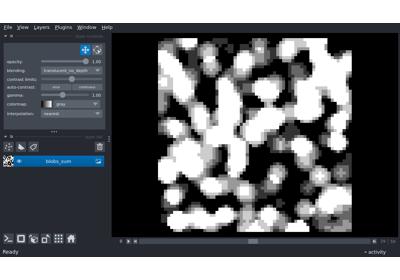 File View Layers Plugins Window Help
opacity: 1.00
blending: translucent_no_depth
contrast limits:
auto-contrast: once continuous
gamma: 1.00
colormap: gray
interpolation: nearest
blobs_sum
Ready
activity